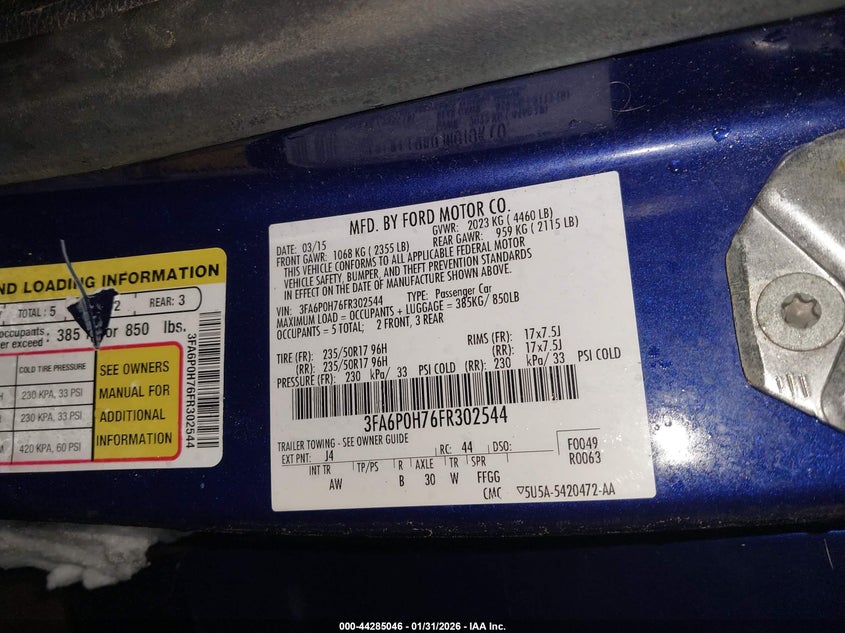 MFD. BY FORD MOTOR CO.
DATE: 03/15 GVWR: 2023 KG ( 4460 LB)
FRONT GAWR: 1068 KG ( 2355 LB) REAR GAWR: 959 KG ( 2115 LB)
THIS VEHICLE CONFORMS TO ALL APPLICABLE FEDERAL MOTOR
VEHICLE SAFETY, BUMPER, AND THEFT PREVENTION STANDARDS
IN EFFECT ON THE DATE OF MANUFACTURE SHOWN ABOVE.
VIN: 3FA6P0H76FR302544 TYPE: Passenger Car
MAXIMUM LOAD = OCCUPANTS + LUGGAGE = 385KG/ 850LB
OCCUPANTS = 5 TOTAL; 2 FRONT, 3 REAR
TIRE (FR): 235/50R17 96H RIMS (FR): 17x7.5J
(RR): 235/50R17 96H (RR): 17x7.5J
PRESSURE (FR): 230 kPa/ 33 PSI COLD (RR): 230 kPa/ 33 PSI COLD
3FA6P0H76FR302544
TRAILER TOWING - SEE OWNER GUIDE
EXT PNT: J4 RC: 44 DSO: F0049
R0063
INT TR TP/PS R AXLE TR SPR
AW B 30 W FFGG
CMC ▽5U5A-5420472-AA
ND LOADING INFORMATION
TOTAL: 5 2 REAR: 3
occupants
er exceed : 385 or 850 lbs.
COLD TIRE PRESSURE
230 KPA, 33 PSI
230 KPA, 33 PSI
420 KPA, 60 PSI
SEE OWNERS
MANUAL FOR
ADDITIONAL
INFORMATION
3FA6P0H76FR302544
000-44285046 - 01/31/2026 - IAA Inc.